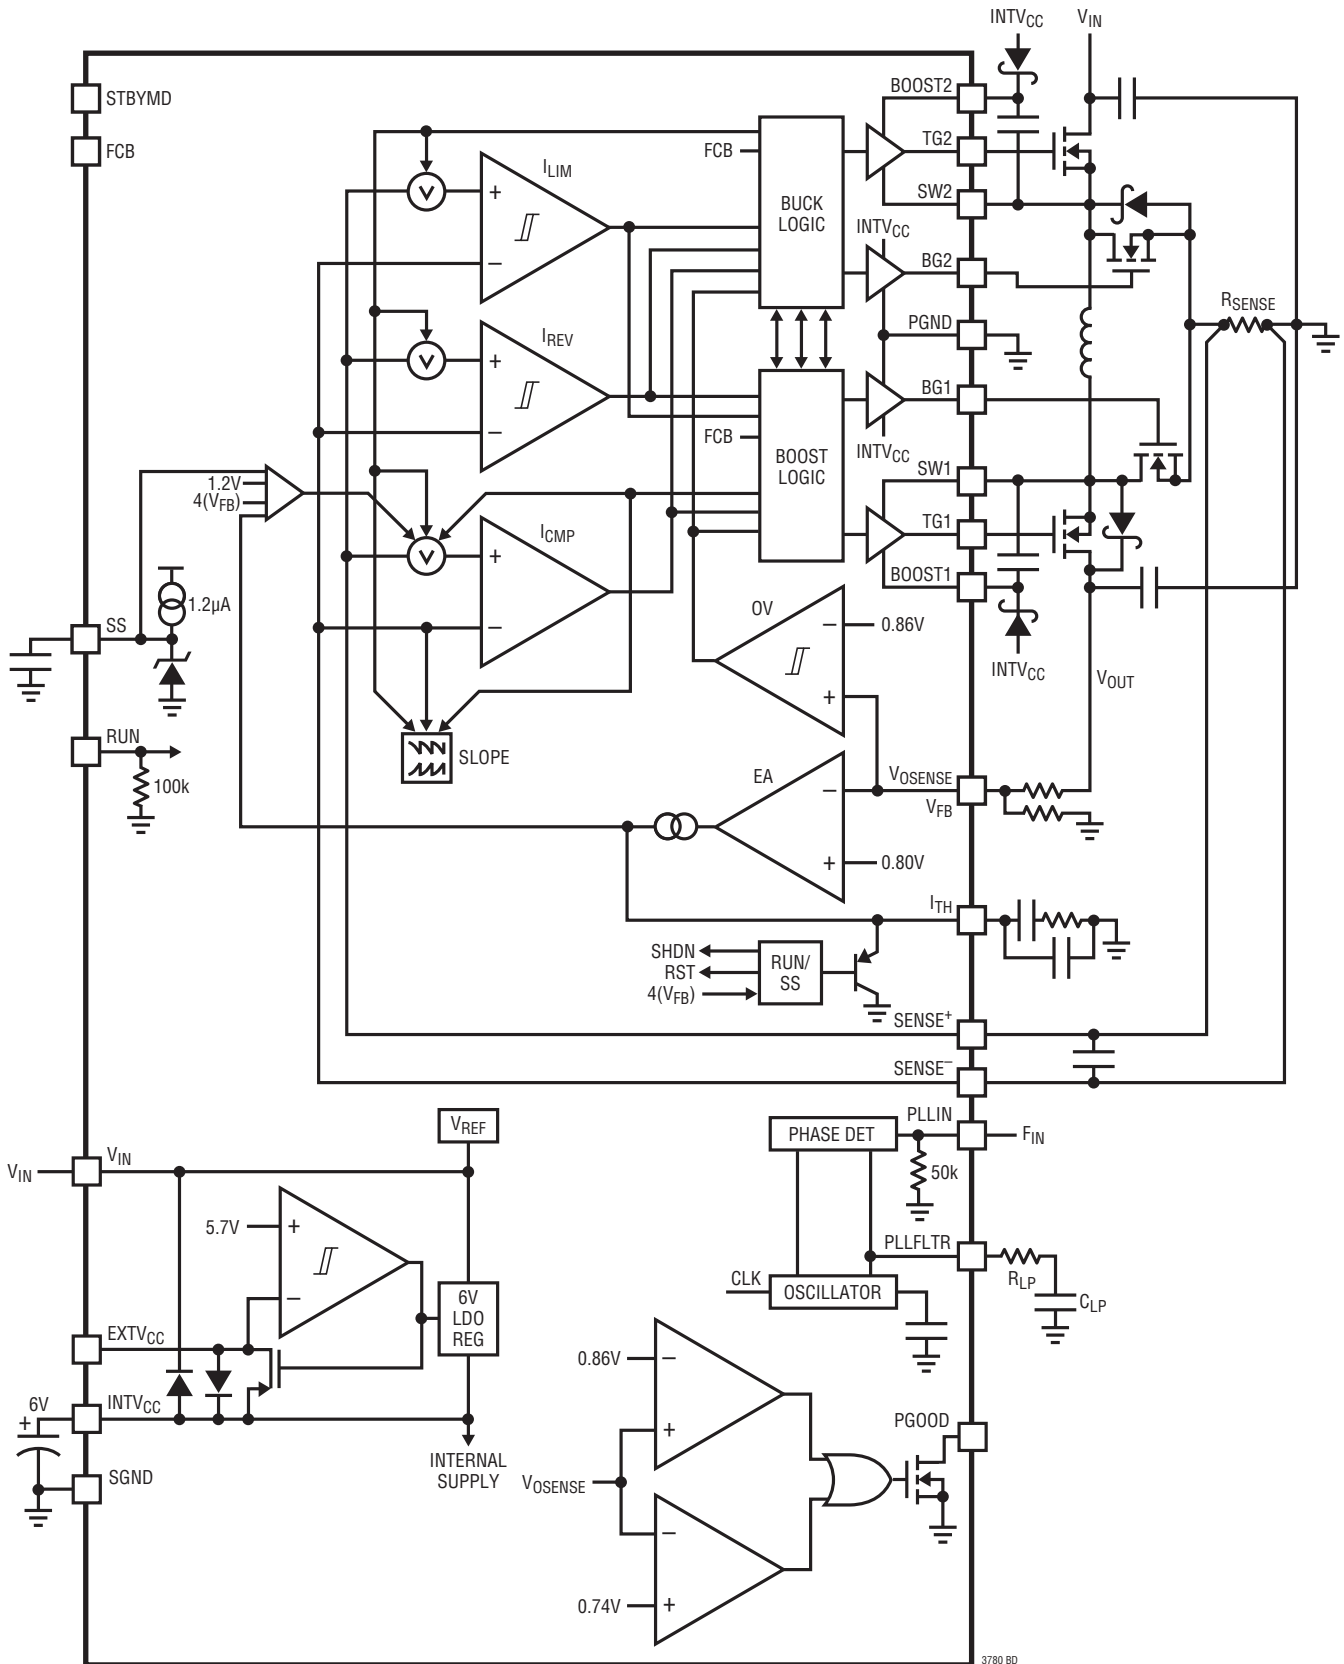 INTVCC
VIN
STBYMD
BOOST2
FCB
FCB
TG2
ILIM
+
BUCK
LOGIC
SW2
INTVCC
−
BG2
RSENSE
IREV
PGND
+
BG1
−
FCB
INTVCC
BOOST
LOGIC
SW1
1.2V
4(VFB)
ICMP
TG1
+
BOOST1
1.2µA
OV
SS
−
−
0.86V
INTVCC
VOUT
+
RUN
SLOPE
100k
EA
VOSENSE
−
VFB
+
0.80V
ITH
SHDN
RST
4(VFB)
RUN/
SS
SENSE+
SENSE−
PLLIN
VREF
PHASE DET
FIN
VIN
VIN
50k
5.7V
+
PLLFLTR
CLK
RLP
OSCILLATOR
CLP
−
6V
LDO
REG
EXTVCC
0.86V
−
6V
INTVCC
+
PGOOD
+
INTERNAL
SUPPLY
SGND
VOSENSE
−
0.74V
+
3780 BD